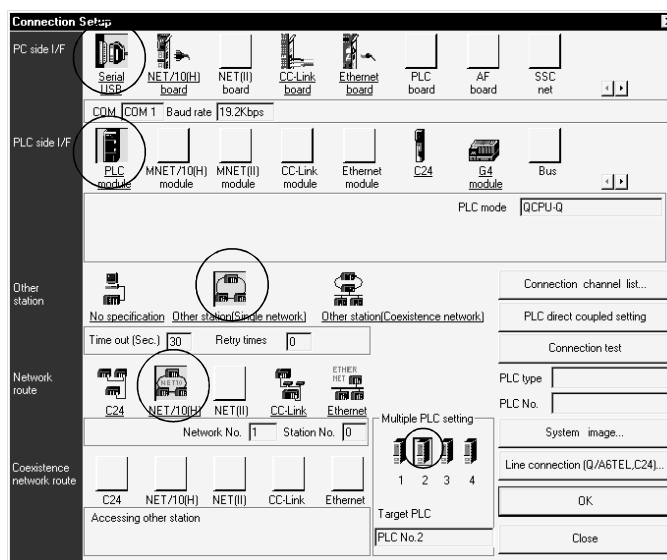 Connection Setup
PC side I/F
Serial USB
NET/10(H) board
NET(II) board
CC-Link board
Ethernet board
PLC board
AF board
SSC net
COM COM 1 Baud rate 19.2Kbps
PLC side I/F
PLC module
MNET/10(H) module
MNET(II) module
CC-Link module
Ethernet module
C24
G4 module
Bus
PLC mode QCPU-Q
Other station
No specification
Other station(Single network)
Other station(Coexistence network)
Time out (Sec.) 30 Retry times 0
Connection channel list...
PLC direct coupled setting
Connection test
PLC type
PLC No.
System image...
Line connection (Q/A6TEL,C24)...
OK
Close
Network route
C24
NET10
NET/10(H)
NET(II)
CC-Link
ETHER NET
Ethernet
Network No. 1 Station No. 0
Multiple PLC setting
1 2 3 4
Target PLC
PLC No.2
Coexistence network route
C24
NET/10(H)
NET(II)
CC-Link
Ethernet
Accessing other station